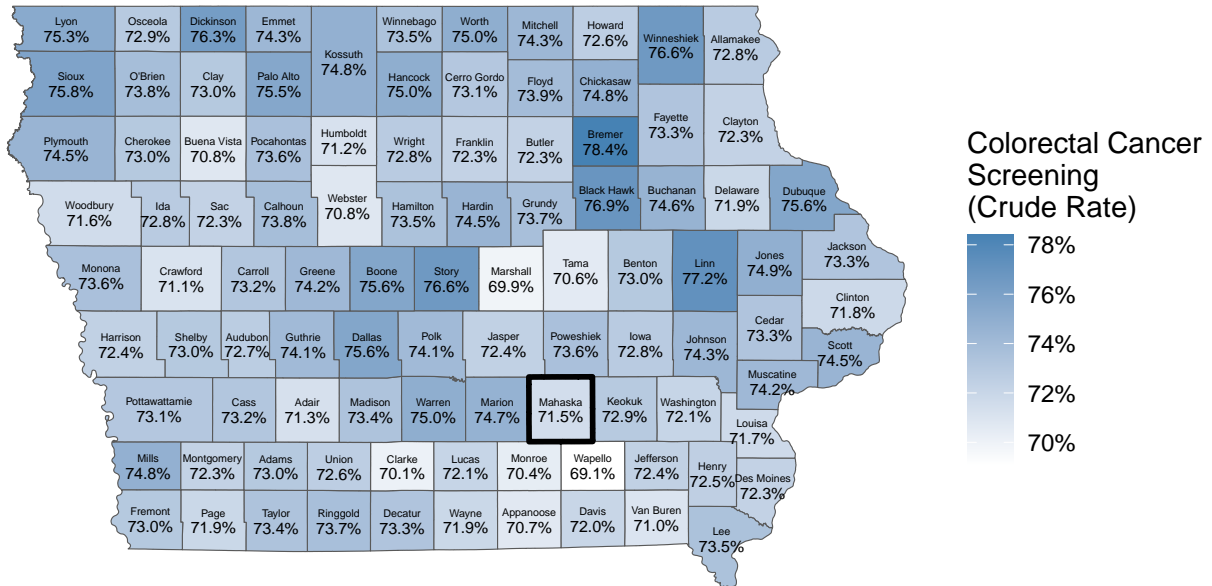 Lyon
75.3%
Osceola
72.9%
Dickinson
76.3%
Emmet
74.3%
Kossuth
74.8%
Winnebago
73.5%
Worth
75.0%
Mitchell
74.3%
Howard
72.6%
Winneshiek
76.6%
Allamakee
72.8%
Sioux
75.8%
O'Brien
73.8%
Clay
73.0%
Palo Alto
75.5%
Hancock
75.0%
Cerro Gordo
73.1%
Floyd
73.9%
Chickasaw
74.8%
Fayette
73.3%
Clayton
72.3%
Plymouth
74.5%
Cherokee
73.0%
Buena Vista
70.8%
Pocahontas
73.6%
Humboldt
71.2%
Wright
72.8%
Franklin
72.3%
Butler
72.3%
Bremer
78.4%
Woodbury
71.6%
Ida
72.8%
Sac
72.3%
Calhoun
73.8%
Webster
70.8%
Hamilton
73.5%
Hardin
74.5%
Grundy
73.7%
Black Hawk
76.9%
Buchanan
74.6%
Delaware
71.9%
Dubuque
75.6%
Monona
73.6%
Crawford
71.1%
Carroll
73.2%
Greene
74.2%
Boone
75.6%
Story
76.6%
Marshall
69.9%
Tama
70.6%
Benton
73.0%
Linn
77.2%
Jones
74.9%
Jackson
73.3%
Clinton
71.8%
Harrison
72.4%
Shelby
73.0%
Audubon
72.7%
Guthrie
74.1%
Dallas
75.6%
Polk
74.1%
Jasper
72.4%
Poweshiek
73.6%
Iowa
72.8%
Johnson
74.3%
Cedar
73.3%
Scott
74.5%
Muscatine
74.2%
Pottawattamie
73.1%
Cass
73.2%
Adair
71.3%
Madison
73.4%
Warren
75.0%
Marion
74.7%
Mahaska
71.5%
Keokuk
72.9%
Washington
72.1%
Louisa
71.7%
Mills
74.8%
Montgomery
72.3%
Adams
73.0%
Union
72.6%
Clarke
70.1%
Lucas
72.1%
Monroe
70.4%
Wapello
69.1%
Jefferson
72.4%
Henry
72.5%
Des Moines
72.3%
Fremont
73.0%
Page
71.9%
Taylor
73.4%
Ringgold
73.7%
Decatur
73.3%
Wayne
71.9%
Appanoose
70.7%
Davis
72.0%
Van Buren
71.0%
Lee
73.5%
Colorectal Cancer
Screening
(Crude Rate)
78%
76%
74%
72%
70%